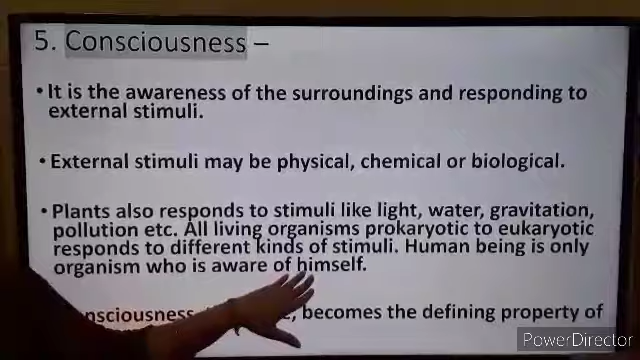 5. Consciousness –
• It is the awareness of the surroundings and responding to
external stimuli.
• External stimuli may be physical, chemical or biological.
• Plants also responds to stimuli like light, water, gravitation,
pollution etc. All living organisms prokaryotic to eukaryotic
responds to different kinds of stimuli. Human being is only
organism who is aware of himself.
becomes the defining property of
PowerDirector